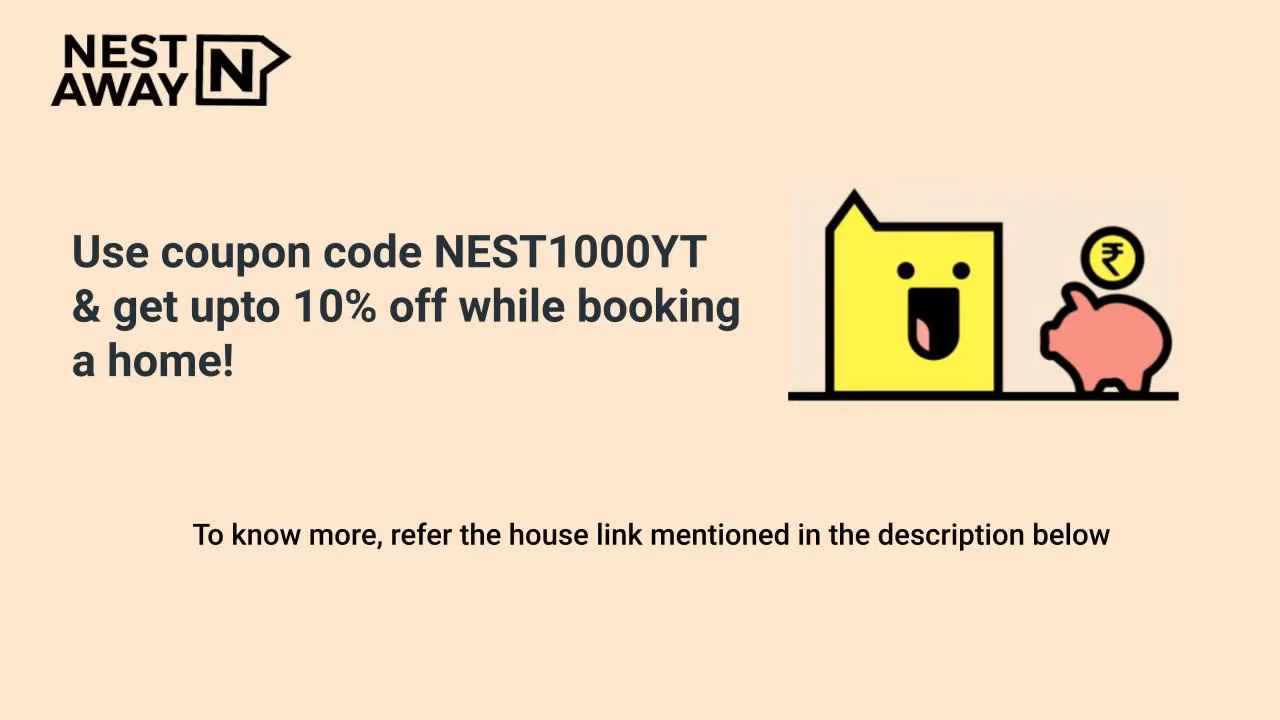 NEST
AWAY N
Use coupon code NEST1000YT
& get upto 10% off while booking
a home!
₹
To know more, refer the house link mentioned in the description below